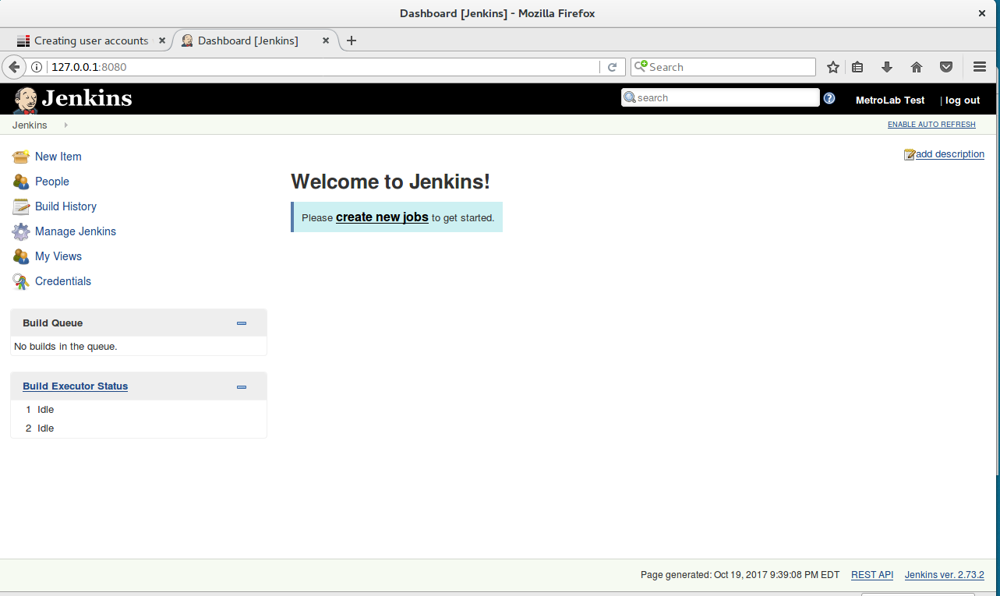 Dashboard [Jenkins] - Mozilla Firefox
Creating user accounts
Dashboard [Jenkins]
127.0.0.1:8080
Search
Jenkins
search
MetroLab Test
| log out
Jenkins
ENABLE AUTO REFRESH
New Item
People
Build History
Manage Jenkins
My Views
Credentials
add description
Welcome to Jenkins!
Please create new jobs to get started.
Build Queue
No builds in the queue.
Build Executor Status
1 Idle
2 Idle
Page generated: Oct 19, 2017 9:39:08 PM EDT REST API Jenkins ver. 2.73.2